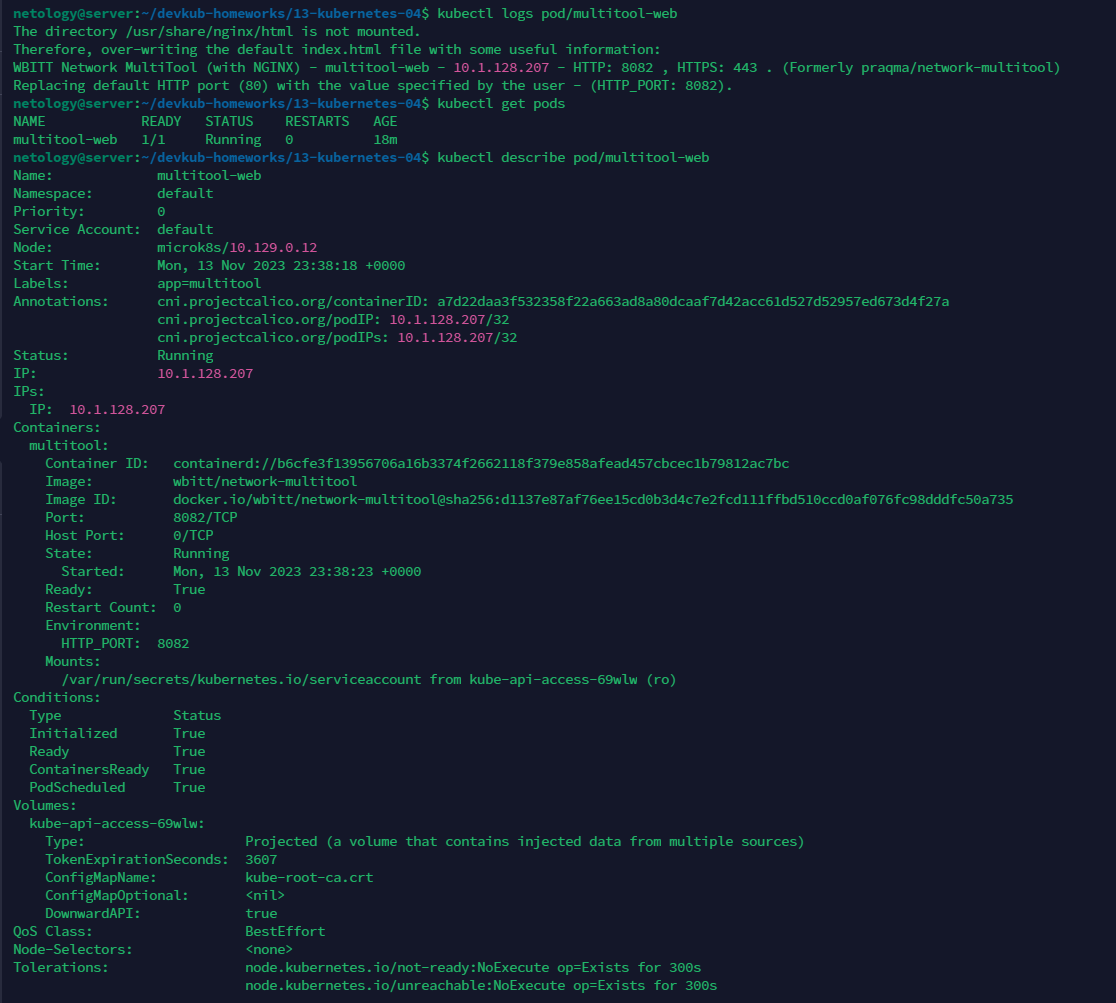 netology@server:~/devkub-homeworks/13-kubernetes-04$ kubectl logs pod/multitool-web
The directory /usr/share/nginx/html is not mounted.
Therefore, over-writing the default index.html file with some useful information:
WBITT Network MultiTool (with NGINX) - multitool-web - 10.1.128.207 - HTTP: 8082 , HTTPS: 443 . (Formerly praqma/network-multitool)
Replacing default HTTP port (80) with the value specified by the user - (HTTP_PORT: 8082).
netology@server:~/devkub-homeworks/13-kubernetes-04$ kubectl get pods
NAME            READY   STATUS    RESTARTS   AGE
multitool-web   1/1     Running   0          18m
netology@server:~/devkub-homeworks/13-kubernetes-04$ kubectl describe pod/multitool-web
Name:             multitool-web
Namespace:        default
Priority:         0
Service Account:  default
Node:             microk8s/10.129.0.12
Start Time:       Mon, 13 Nov 2023 23:38:18 +0000
Labels:           app=multitool
Annotations:      cni.projectcalico.org/containerID: a7d22daa3f532358f22a663ad8a80dcaaf7d42acc61d527d52957ed673d4f27a
                  cni.projectcalico.org/podIP: 10.1.128.207/32
                  cni.projectcalico.org/podIPs: 10.1.128.207/32
Status:           Running
IP:               10.1.128.207
IPs:
  IP:  10.1.128.207
Containers:
  multitool:
    Container ID:   containerd://b6cfe3f13956706a16b3374f2662118f379e858afead457cbcec1b79812ac7bc
    Image:          wbitt/network-multitool
    Image ID:       docker.io/wbitt/network-multitool@sha256:d1137e87af76ee15cd0b3d4c7e2fcd111ffbd510ccd0af076fc98dddfc50a735
    Port:           8082/TCP
    Host Port:      0/TCP
    State:          Running
      Started:      Mon, 13 Nov 2023 23:38:23 +0000
    Ready:          True
    Restart Count:  0
    Environment:
      HTTP_PORT:  8082
    Mounts:
      /var/run/secrets/kubernetes.io/serviceaccount from kube-api-access-69wlw (ro)
Conditions:
  Type              Status
  Initialized       True
  Ready             True
  ContainersReady   True
  PodScheduled      True
Volumes:
  kube-api-access-69wlw:
    Type:                    Projected (a volume that contains injected data from multiple sources)
    TokenExpirationSeconds:  3607
    ConfigMapName:           kube-root-ca.crt
    ConfigMapOptional:       <nil>
    DownwardAPI:             true
QoS Class:                   BestEffort
Node-Selectors:              <none>
Tolerations:                 node.kubernetes.io/not-ready:NoExecute op=Exists for 300s
                             node.kubernetes.io/unreachable:NoExecute op=Exists for 300s